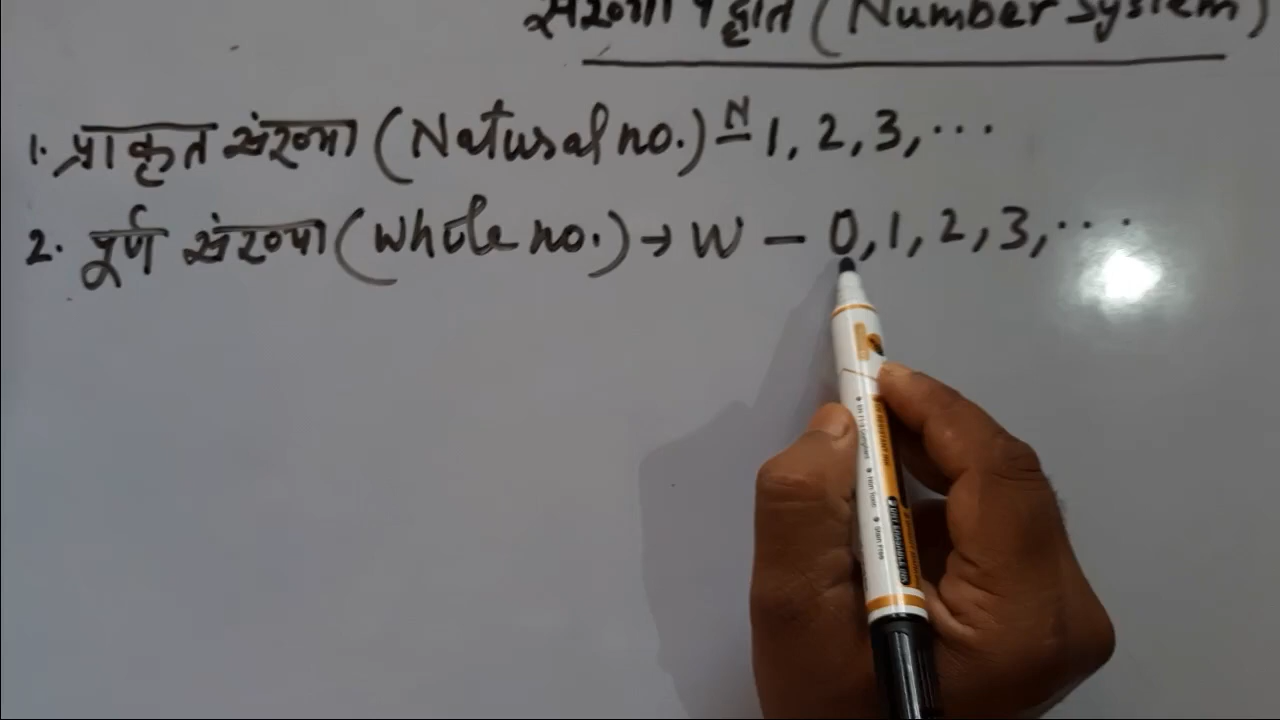 संख्या पद्धति (Number System)
1. प्राकृत संख्या (Natural no.) N – 1, 2, 3, ...
2. पूर्ण संख्या (Whole no.) → W – 0, 1, 2, 3, ...